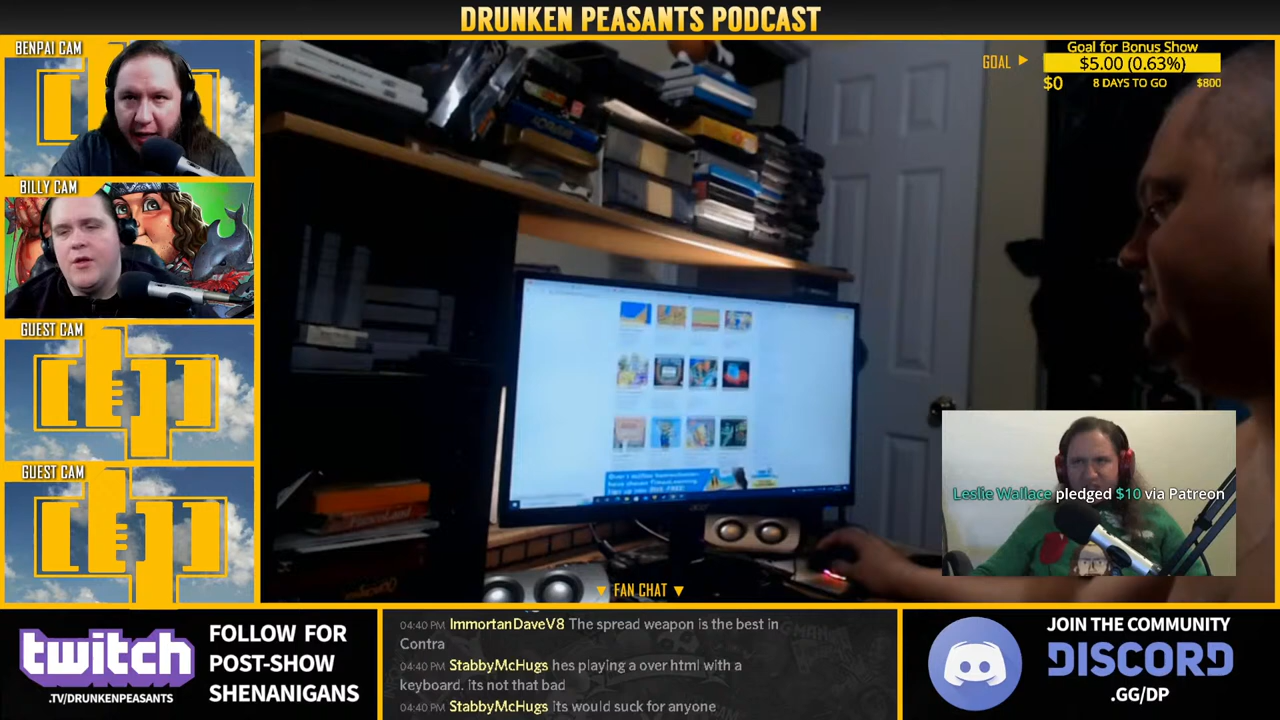 DRUNKEN PEASANTS PODCAST
BENPAI CAM
BILLY CAM
GUEST CAM
GUEST CAM
GOAL ▶
Goal for Bonus Show
$5.00 (0.63%)
$0 8 DAYS TO GO $800
Leslie Wallace pledged $10 via Patreon
▼ FAN CHAT ▼
twitch
.TV/DRUNKENPEASANTS
FOLLOW FOR
POST-SHOW
SHENANIGANS
04:40 PM ImmortanDaveV8 The spread weapon is the best in
Contra
04:40 PM StabbyMcHugs hes playing a over html with a
keyboard. its not that bad
04:40 PM StabbyMcHugs its would suck for anyone
JOIN THE COMMUNITY
DISCORD
.GG/DP